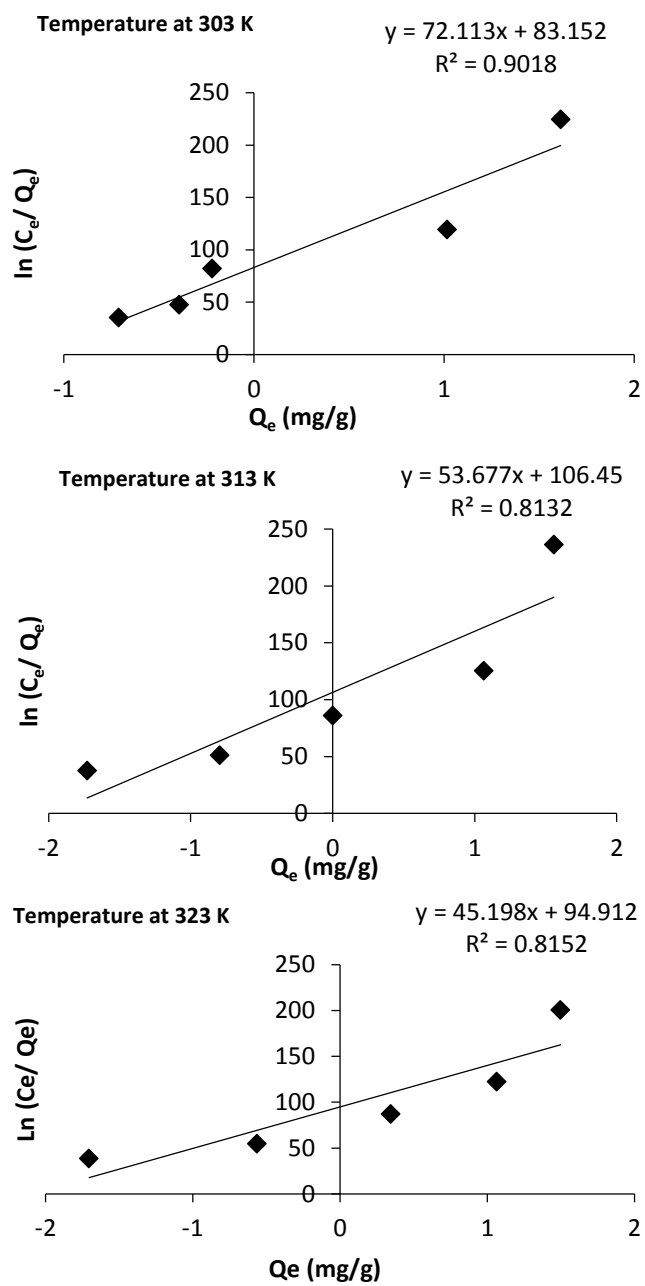 Temperature at 303 K
y = 72.113x + 83.152
R² = 0.9018
250
200
150
100
50
0
-1 0 1 2
ln (Cₑ/ Qₑ)
Qₑ (mg/g)
Temperature at 313 K
y = 53.677x + 106.45
R² = 0.8132
250
200
150
100
50
0
-2 -1 0 1 2
ln (Cₑ/ Qₑ)
Qₑ (mg/g)
Temperature at 323 K
y = 45.198x + 94.912
R² = 0.8152
250
200
150
100
50
0
-2 -1 0 1 2
Ln (Ce/ Qe)
Qe (mg/g)